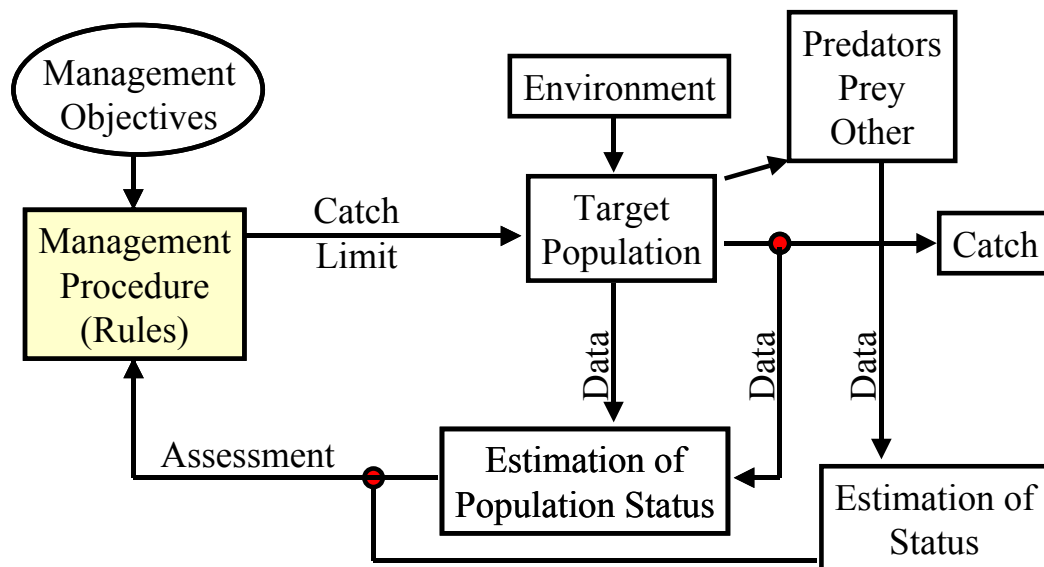 Management
Objectives
Environment
Predators
Prey
Other
Management
Procedure
(Rules)
Catch
Limit
Target
Population
Catch
Data
Data
Data
Assessment
Estimation of
Population Status
Estimation of
Status